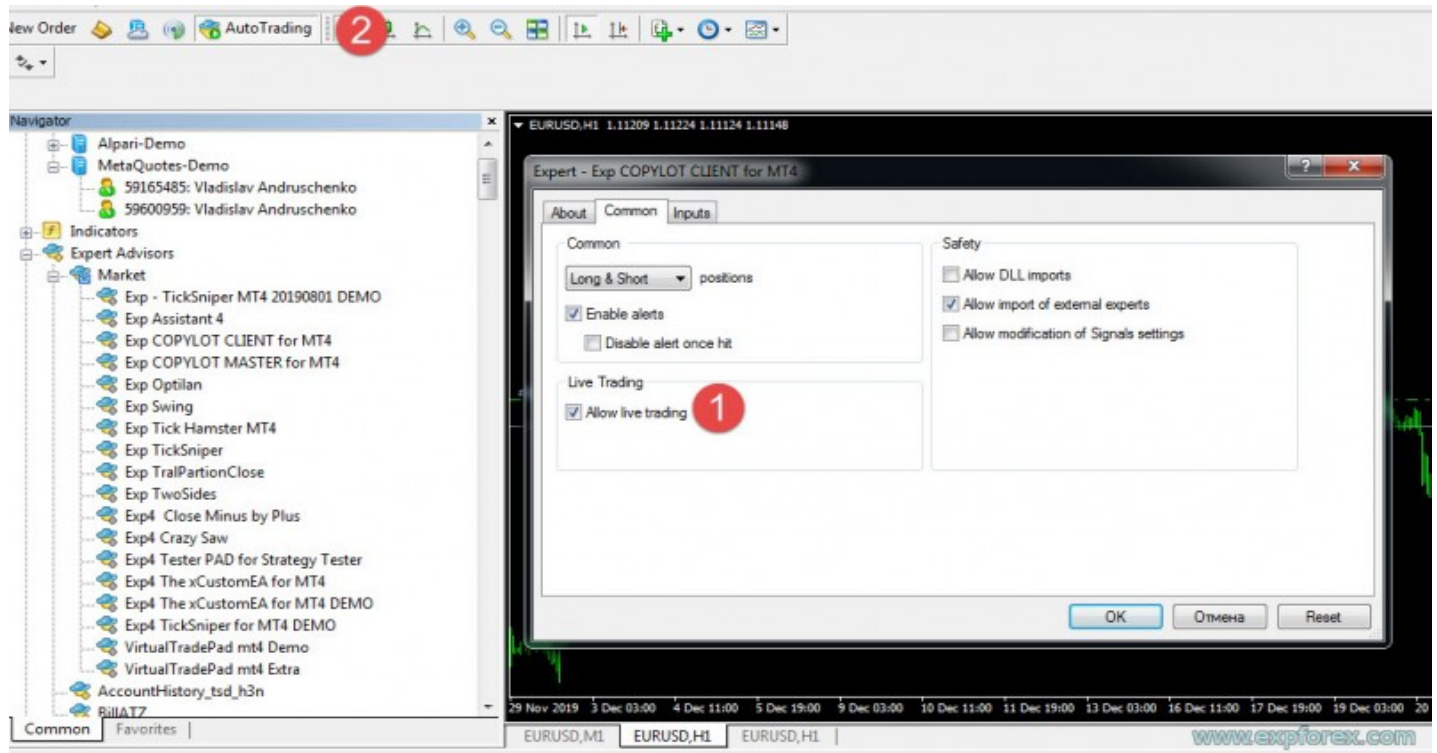 New Order AutoTrading 2
Navigator
Alpari-Demo
MetaQuotes-Demo
59165485: Vladislav Andruschenko
59600959: Vladislav Andruschenko
Indicators
Expert Advisors
Market
Exp - TickSniper MT4 20190801 DEMO
Exp Assistant 4
Exp COPYLOT CLIENT for MT4
Exp COPYLOT MASTER for MT4
Exp Optilan
Exp Swing
Exp Tick Hamster MT4
Exp TickSniper
Exp TralPartionClose
Exp TwoSides
Exp4 Close Minus by Plus
Exp4 Crazy Saw
Exp4 Tester PAD for Strategy Tester
Exp4 The xCustomEA for MT4
Exp4 The xCustomEA for MT4 DEMO
Exp4 TickSniper for MT4 DEMO
VirtualTradePad mt4 Demo
VirtualTradePad mt4 Extra
AccountHistory_tsd_h3n
BillATZ
Common Favorites
EURUSD,H1 1.11209 1.11224 1.11124 1.11148
Expert - Exp COPYLOT CLIENT for MT4
About Common Inputs
Common
Long & Short positions
Enable alerts
Disable alert once hit
Live Trading
Allow live trading 1
Safety
Allow DLL imports
Allow import of external experts
Allow modification of Signals settings
OK Отмена Reset
29 Nov 2019 3 Dec 03:00 4 Dec 11:00 5 Dec 19:00 9 Dec 03:00 10 Dec 11:00 11 Dec 19:00 13 Dec 03:00 16 Dec 11:00 17 Dec 19:00 19 Dec 03:00 20
EURUSD,M1 EURUSD,H1 EURUSD,H1
www.expforex.com